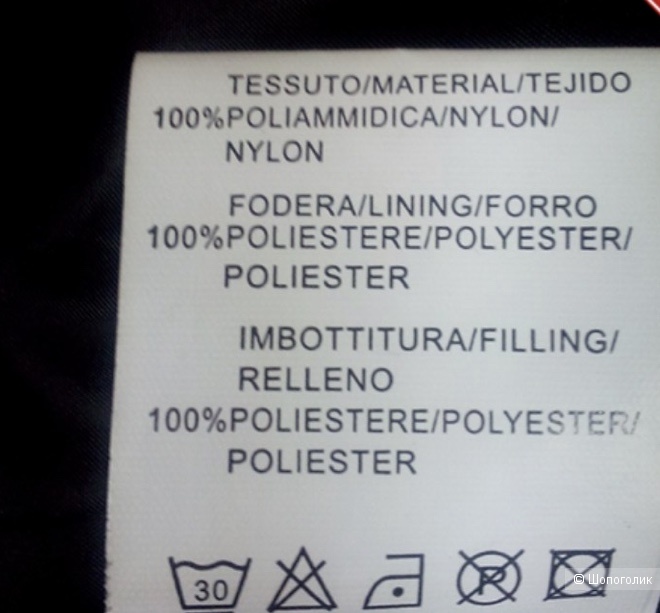 TESSUTO/MATERIAL/TEJIDO
100%POLIAMMIDICA/NYLON/
NYLON
FODERA/LINING/FORRO
100%POLIESTERE/POLYESTER/
POLIESTER
IMBOTTITURA/FILLING/
RELLENO
100%POLIESTERE/POLYESTER/
POLIESTER
30 P
© Шопоголик